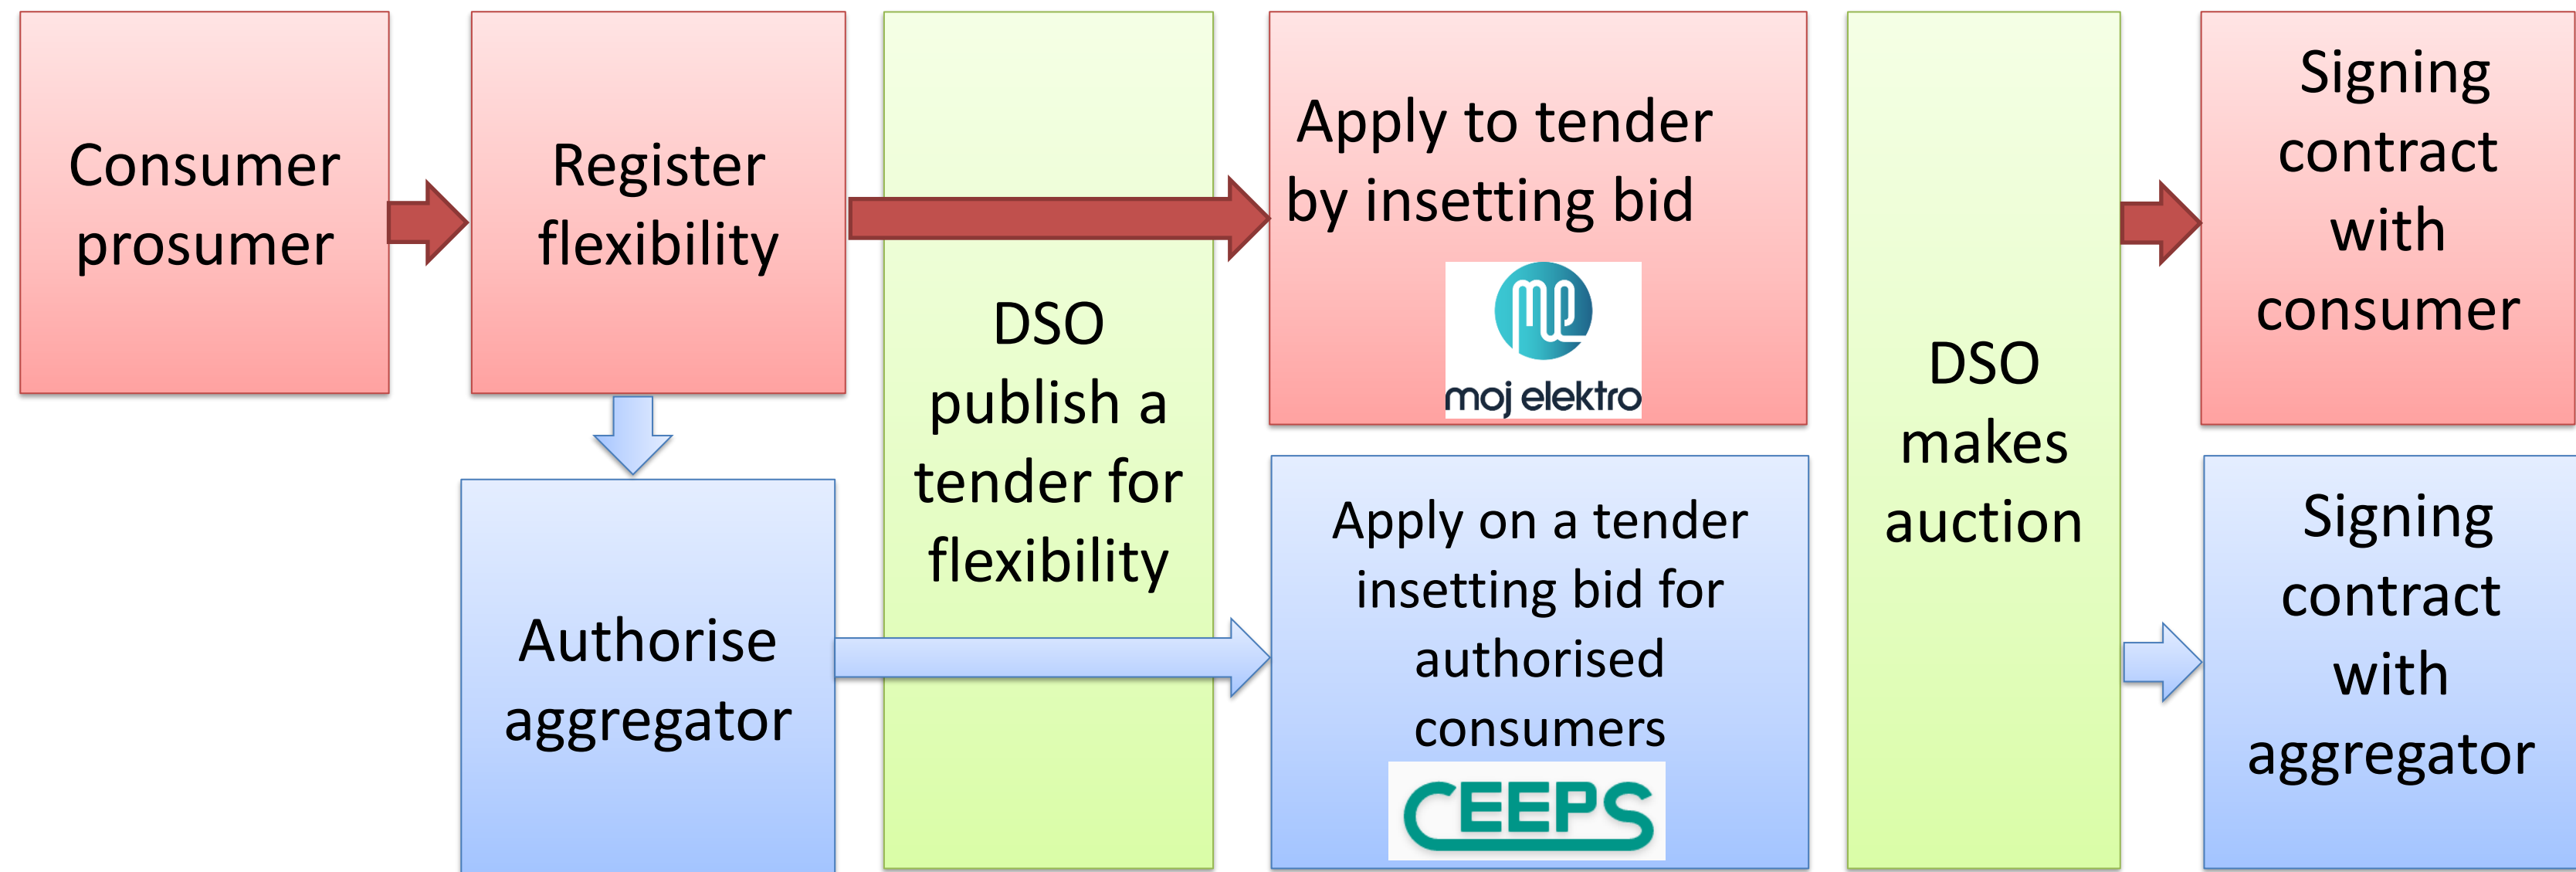 Consumer
prosumer
Register
flexibility
Authorise
aggregator
DSO
publish a
tender for
flexibility
Apply to tender
by insetting bid
moj elektro
Apply on a tender
insetting bid for
authorised
consumers
CEEPS
DSO
makes
auction
Signing
contract
with
consumer
Signing
contract
with
aggregator